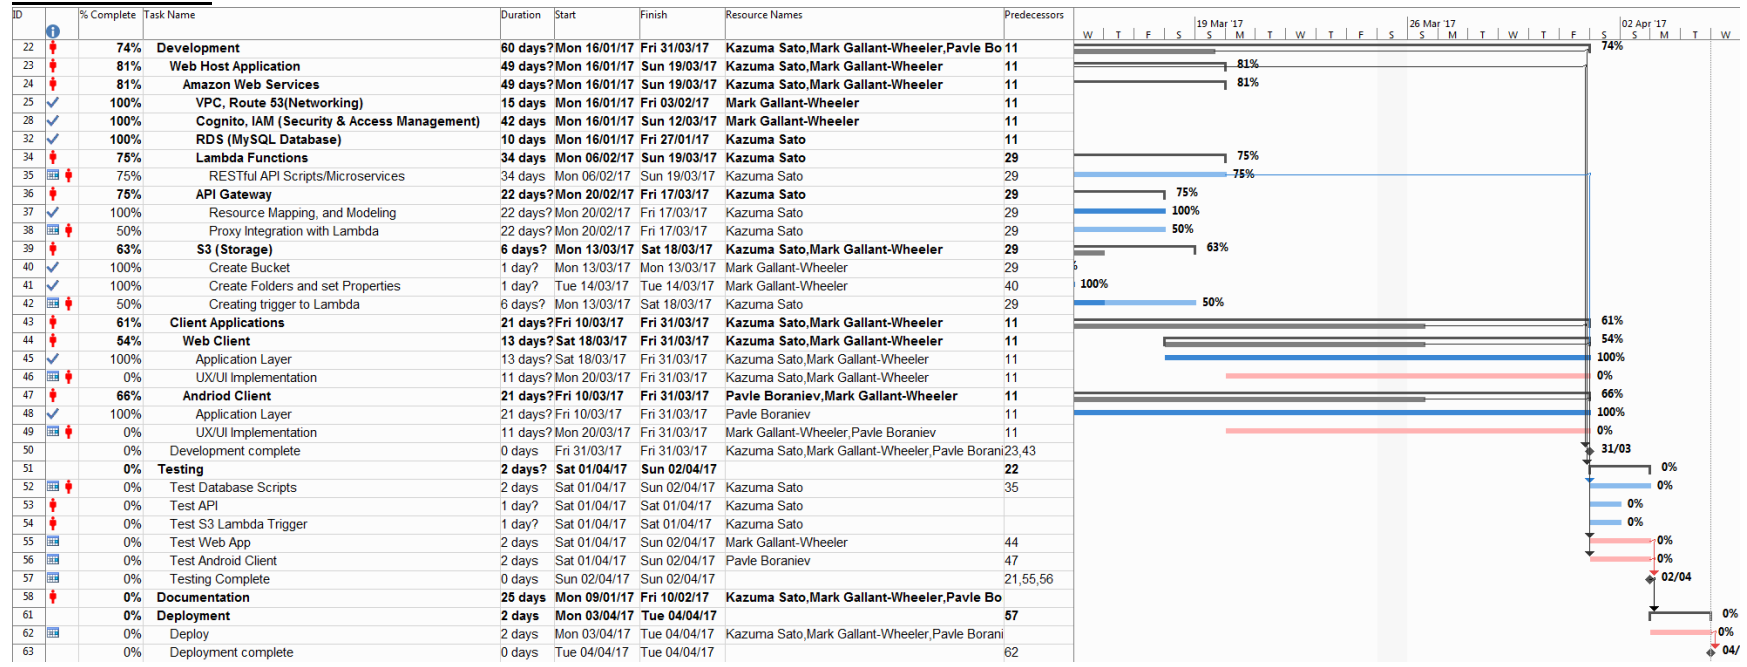 ID % Complete Task Name Duration Start Finish Resource Names Predecessors 19 Mar '17 26 Mar '17 02 Apr '17
W T F S S M T W T F S S M T W T F S S M T W
22 74% Development 60 days? Mon 16/01/17 Fri 31/03/17 Kazuma Sato,Mark Gallant-Wheeler,Pavle Bo 11 74%
23 81% Web Host Application 49 days? Mon 16/01/17 Sun 19/03/17 Kazuma Sato,Mark Gallant-Wheeler 11 81%
24 81% Amazon Web Services 49 days? Mon 16/01/17 Sun 19/03/17 Kazuma Sato,Mark Gallant-Wheeler 11 81%
25 100% VPC, Route 53(Networking) 15 days Mon 16/01/17 Fri 03/02/17 Mark Gallant-Wheeler 11
28 100% Cognito, IAM (Security & Access Management) 42 days Mon 16/01/17 Sun 12/03/17 Mark Gallant-Wheeler 11
32 100% RDS (MySQL Database) 10 days Mon 16/01/17 Fri 27/01/17 Kazuma Sato 11
34 75% Lambda Functions 34 days Mon 06/02/17 Sun 19/03/17 Kazuma Sato 29 75%
35 75% RESTful API Scripts/Microservices 34 days Mon 06/02/17 Sun 19/03/17 Kazuma Sato 29 75%
36 75% API Gateway 22 days? Mon 20/02/17 Fri 17/03/17 Kazuma Sato 29 75%
37 100% Resource Mapping, and Modeling 22 days? Mon 20/02/17 Fri 17/03/17 Kazuma Sato 29 100%
38 50% Proxy Integration with Lambda 22 days? Mon 20/02/17 Fri 17/03/17 Kazuma Sato 29 50%
39 63% S3 (Storage) 6 days? Mon 13/03/17 Sat 18/03/17 Kazuma Sato,Mark Gallant-Wheeler 29 63%
40 100% Create Bucket 1 day? Mon 13/03/17 Mon 13/03/17 Mark Gallant-Wheeler 29 %
41 100% Create Folders and set Properties 1 day? Tue 14/03/17 Tue 14/03/17 Mark Gallant-Wheeler 40 100%
42 50% Creating trigger to Lambda 6 days? Mon 13/03/17 Sat 18/03/17 Kazuma Sato 29 50%
43 61% Client Applications 21 days? Fri 10/03/17 Fri 31/03/17 Kazuma Sato,Mark Gallant-Wheeler 11 61%
44 54% Web Client 13 days? Sat 18/03/17 Fri 31/03/17 Kazuma Sato,Mark Gallant-Wheeler 11 54%
45 100% Application Layer 13 days? Sat 18/03/17 Fri 31/03/17 Kazuma Sato,Mark Gallant-Wheeler 11 100%
46 0% UX/UI Implementation 11 days? Mon 20/03/17 Fri 31/03/17 Kazuma Sato,Mark Gallant-Wheeler 11 0%
47 66% Andriod Client 21 days? Fri 10/03/17 Fri 31/03/17 Pavle Boraniev,Mark Gallant-Wheeler 11 66%
48 100% Application Layer 21 days? Fri 10/03/17 Fri 31/03/17 Pavle Boraniev 11 100%
49 0% UX/UI Implementation 11 days? Mon 20/03/17 Fri 31/03/17 Mark Gallant-Wheeler,Pavle Boraniev 11 0%
50 0% Development complete 0 days Fri 31/03/17 Fri 31/03/17 Kazuma Sato,Mark Gallant-Wheeler,Pavle Borani 23,43 31/03
51 0% Testing 2 days? Sat 01/04/17 Sun 02/04/17 22 0%
52 0% Test Database Scripts 2 days Sat 01/04/17 Sun 02/04/17 Kazuma Sato 35 0%
53 0% Test API 1 day? Sat 01/04/17 Sat 01/04/17 Kazuma Sato 0%
54 0% Test S3 Lambda Trigger 1 day? Sat 01/04/17 Sat 01/04/17 Kazuma Sato 0%
55 0% Test Web App 2 days Sat 01/04/17 Sun 02/04/17 Mark Gallant-Wheeler 44 0%
56 0% Test Android Client 2 days Sat 01/04/17 Sun 02/04/17 Pavle Boraniev 47 0%
57 0% Testing Complete 0 days Sun 02/04/17 Sun 02/04/17 21,55,56 02/04
58 0% Documentation 25 days Mon 09/01/17 Fri 10/02/17 Kazuma Sato,Mark Gallant-Wheeler,Pavle Bo
61 0% Deployment 2 days Mon 03/04/17 Tue 04/04/17 57 0%
62 0% Deploy 2 days Mon 03/04/17 Tue 04/04/17 Kazuma Sato,Mark Gallant-Wheeler,Pavle Borani 0%
63 0% Deployment complete 0 days Tue 04/04/17 Tue 04/04/17 62 04/